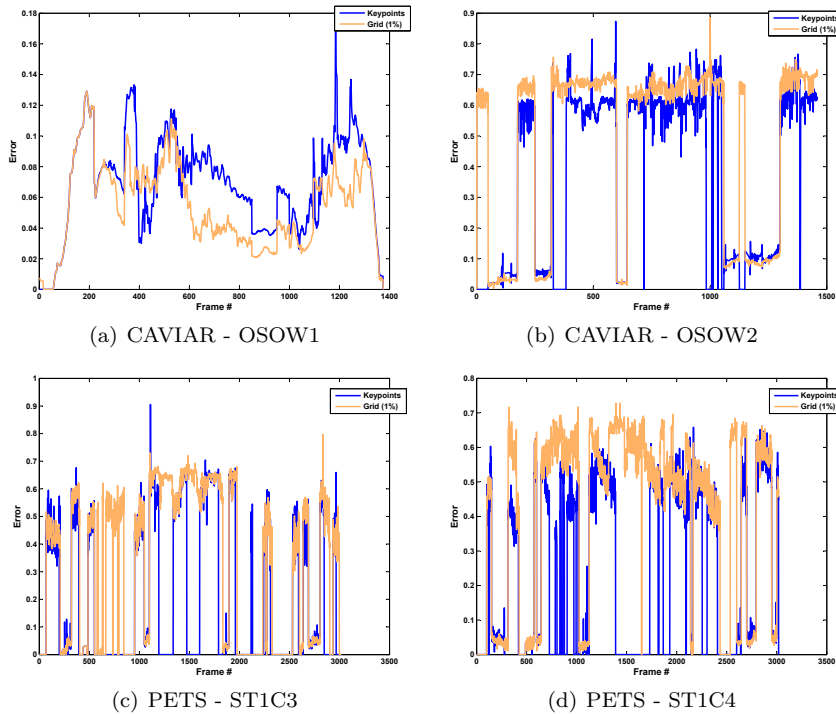 0.18
0.16
0.14
0.12
0.1
0.08
0.06
0.04
0.02
0
Error
0 200 400 600 800 1000 1200 1400
Frame #
Keypoints
Grid (1%)
(a) CAVIAR - OSOW1
0.9
0.8
0.7
0.6
0.5
0.4
0.3
0.2
0.1
0
Error
0 500 1000 1500
Frame #
Keypoints
Grid (1%)
(b) CAVIAR - OSOW2
1
0.9
0.8
0.7
0.6
0.5
0.4
0.3
0.2
0.1
0
Error
0 500 1000 1500 2000 2500 3000 3500
Frame #
Keypoints
Grid (1%)
(c) PETS - ST1C3
0.8
0.7
0.6
0.5
0.4
0.3
0.2
0.1
0
Error
0 500 1000 1500 2000 2500 3000 3500
Frame #
Keypoints
Grid (1%)
(d) PETS - ST1C4